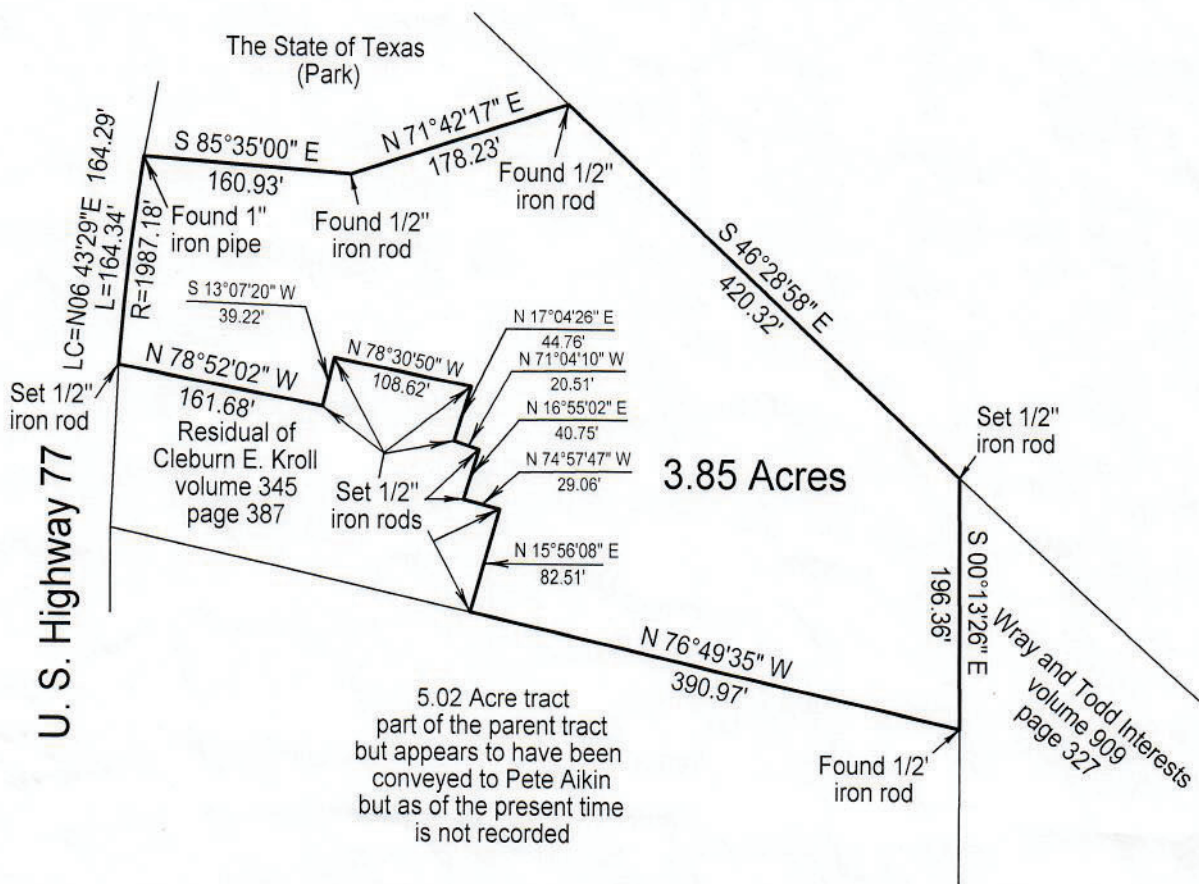 The State of Texas
(Park)
S 85°35'00" E
160.93'
N 71°42'17" E
178.23'
LC=N06 43'29"E 164.29'
L=164.34'
R=1987.18'
Found 1"
iron pipe
Found 1/2"
iron rod
Found 1/2"
iron rod
S 46°28'58" E
420.32'
S 13°07'20" W
39.22'
N 17°04'26" E
44.76'
N 78°30'50" W
108.62'
N 71°04'10" W
20.51'
N 78°52'02" W
161.68'
Set 1/2"
iron rod
N 16°55'02" E
40.75'
Set 1/2"
iron rod
Residual of
Cleburn E. Kroll
volume 345
page 387
Set 1/2"
iron rods
N 74°57'47" W
29.06'
3.85 Acres
N 15°56'08" E
82.51'
U. S. Highway 77
S 00°13'26" E
196.36'
Wray and Todd Interests
volume 909
page 327
N 76°49'35" W
390.97'
5.02 Acre tract
part of the parent tract
but appears to have been
conveyed to Pete Aikin
but as of the present time
is not recorded
Found 1/2'
iron rod